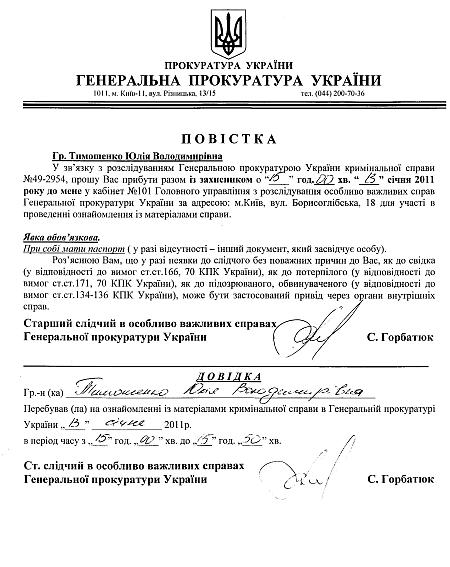 ПРОКУРАТУРА УКРАЇНИ
ГЕНЕРАЛЬНА ПРОКУРАТУРА УКРАЇНИ
1011, м. Київ-11, вул. Різницька, 13/15 тел. (044) 200-70-36
ПОВІСТКА
Гр. Тимошенко Юлія Володимирівна
У зв'язку з розслідуванням Генеральною прокуратурою України кримінальної справи
№49-2954, прошу Вас прибути разом із захисником о “15” год. 00 хв. “13” січня 2011
року до мене у кабінет №101 Головного управління з розслідування особливо важливих справ
Генеральної прокуратури України за адресою: м.Київ, вул. Борисоглібська, 18 для участі в
проведенні ознайомлення із матеріалами справи.
Явка обов'язкова.
При собі мати паспорт ( у разі відсутності – інший документ, який засвідчує особу).
Роз'яснюю Вам, що у разі неявки до слідчого без поважних причин до Вас, як до свідка
(у відповідності до вимог ст.ст.166, 70 КПК України), як до потерпілого (у відповідності до
вимог ст.ст.171, 70 КПК України), як до підозрюваного, обвинуваченого (у відповідності до
вимог ст.ст.134-136 КПК України), може бути застосований привід через органи внутрішніх
справ.
Старший слідчий в особливо важливих справах
Генеральної прокуратури України С. Горбатюк
ДОВІДКА
Гр.-н (ка) Тимошенко Юлія Володимирівна
Перебував (ла) на ознайомленні із матеріалами кримінальної справи в Генеральній прокуратурі
України „13” січня 2011р.
в період часу з „15” год. „00” хв. до „15” год. „50” хв.
Ст. слідчий в особливо важливих справах
Генеральної прокуратури України С. Горбатюк